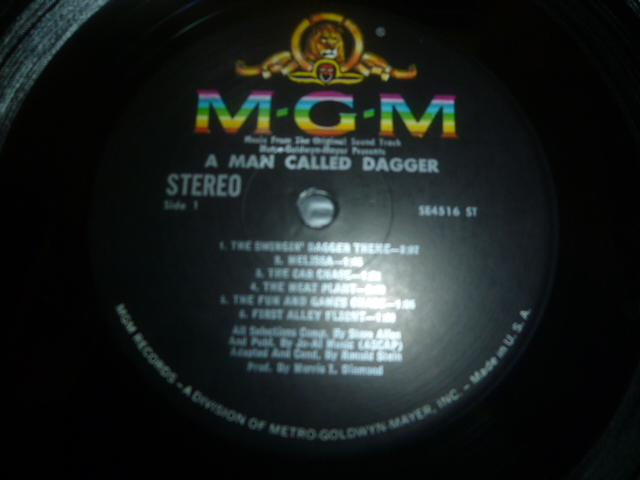 M-G-M
Music From The Original Sound Track
Metro-Goldwyn-Mayer Presents
A MAN CALLED DAGGER
STEREO
Side 1
SE4516 ST
1. THE SWINGIN' DAGGER THEME—
2. MELISSA—
3. THE CAR CHASE—
4. THE MEAT PLANT—
5. THE FUN AND GAMES CHASE—
6. FIRST ALLEY FLIGHT—
All Selections Comp. By Steve Allen
And Publ. By Jo-Ali Music (ASCAP)
Adapted And Cond. By Ronald Stein
Prod. By Morris I. Diamond
MGM RECORDS - A DIVISION OF METRO-GOLDWYN-MAYER, INC. - Made in U.S.A.